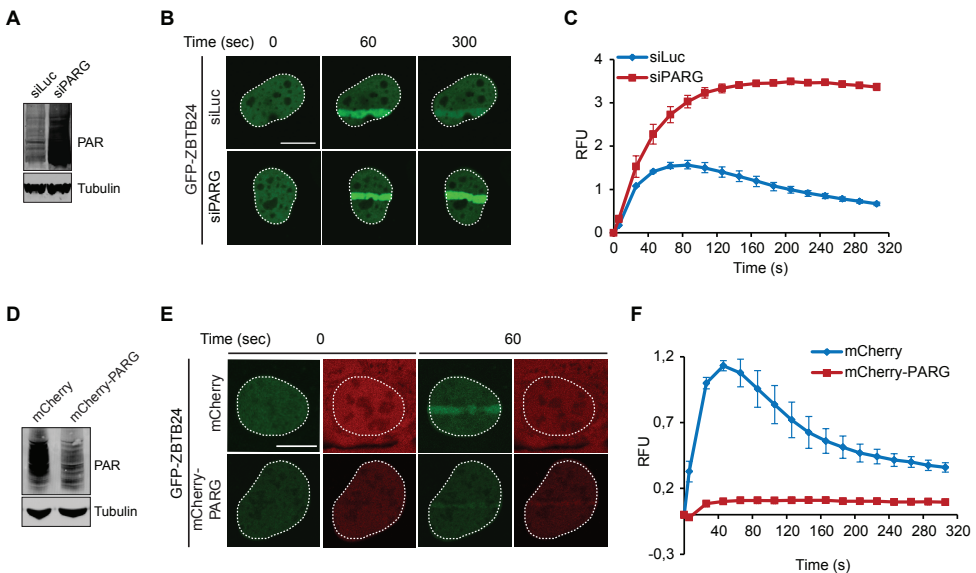 A
siLuc
siPARG
PAR
Tubulin
B
Time (sec) 0 60 300
GFP-ZBTB24
siLuc
siPARG
C
siLuc
siPARG
RFU
4
3
2
1
0
0 40 80 120 160 200 240 280 320
Time (s)
D
mCherry
mCherry-PARG
PAR
Tubulin
E
Time (sec) 0 60
GFP-ZBTB24
mCherry
mCherry-
PARG
F
mCherry
mCherry-PARG
RFU
1,2
0,7
0,2
-0,3
40 80 120 160 200 240 280 320
Time (s)